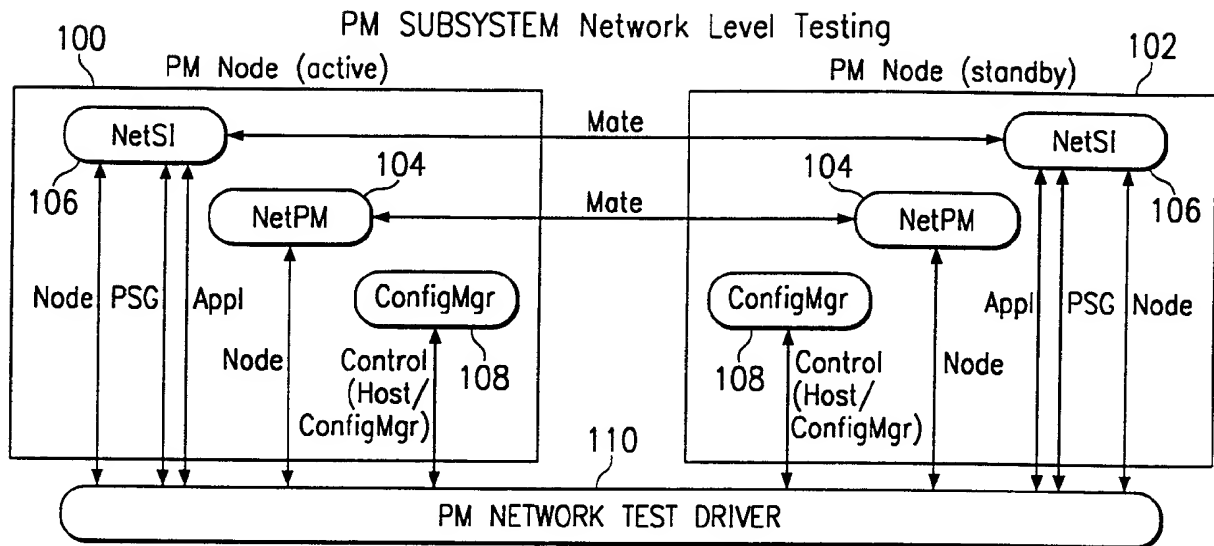 PM SUBSYSTEM Network Level Testing
100
PM Node (active)
PM Node (standby)
102
NetSI
Mate
NetSI
106
104
NetPM
Mate
104
NetPM
106
Node
PSG
Appl
ConfigMgr
ConfigMgr
Appl
PSG
Node
Node
108
Control
(Host/
ConfigMgr)
108
Control
(Host/
ConfigMgr)
Node
110
PM NETWORK TEST DRIVER